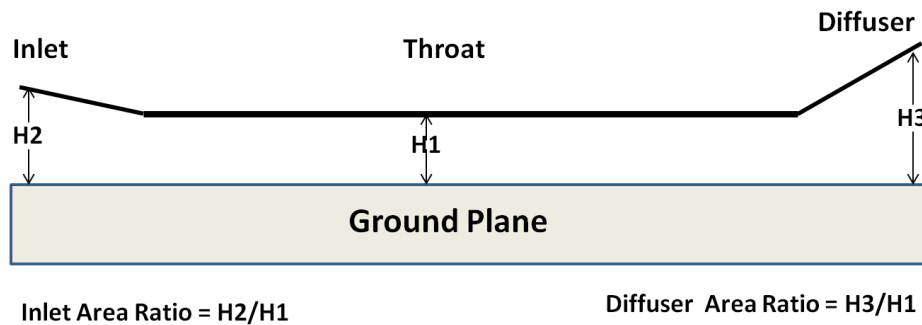 Diffuser
Inlet
Throat
H2
H1
H3
Ground Plane
Inlet Area Ratio = H2/H1
Diffuser Area Ratio = H3/H1